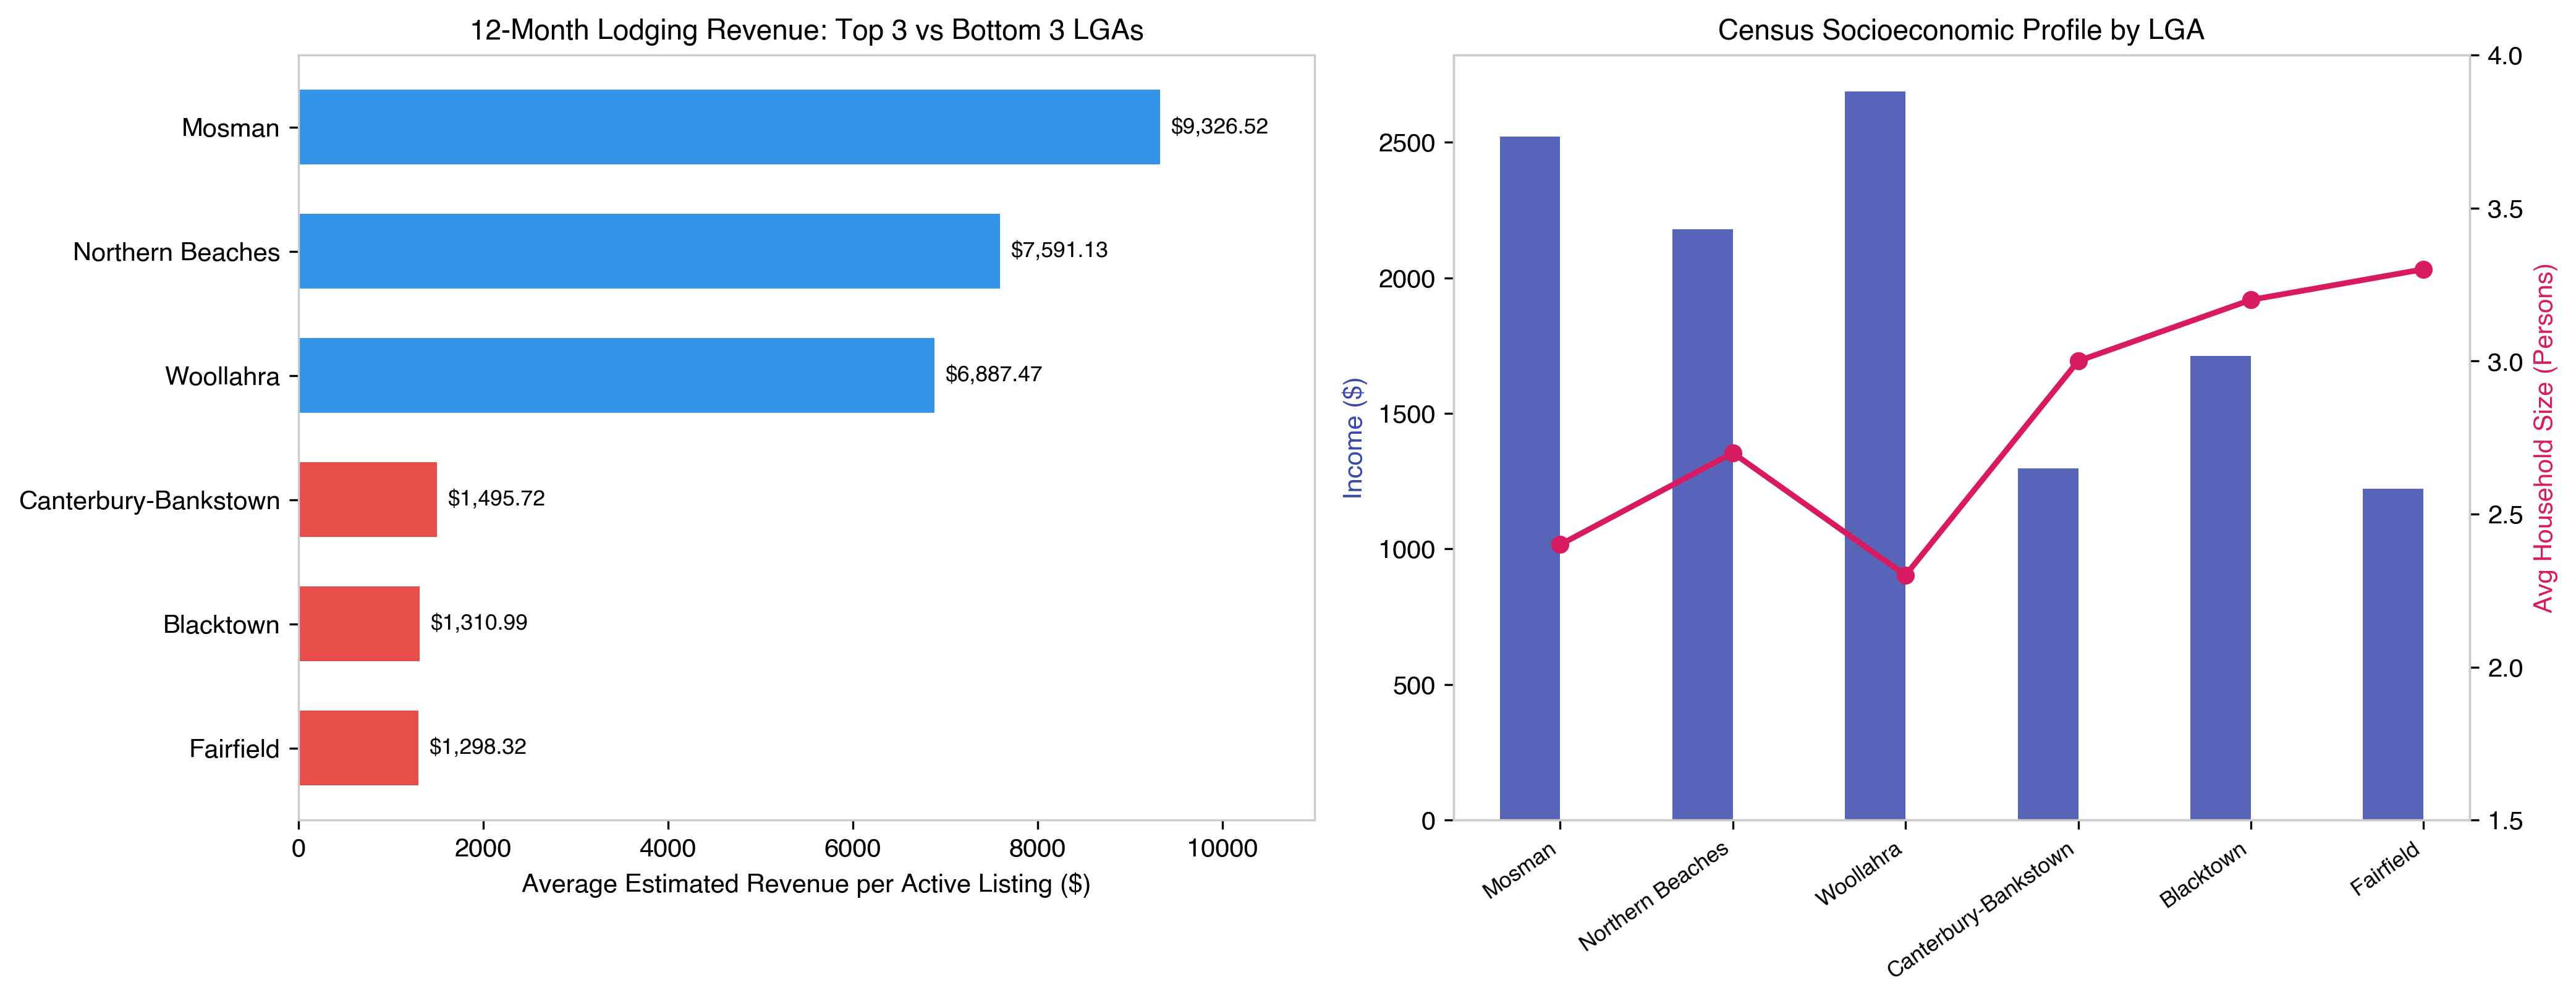 12-Month Lodging Revenue: Top 3 vs Bottom 3 LGAs
Mosman
$9,326.52
Northern Beaches
$7,591.13
Woollahra
$6,887.47
Canterbury-Bankstown
$1,495.72
Blacktown
$1,310.99
Fairfield
$1,298.32
0
2000
4000
6000
8000
10000
Average Estimated Revenue per Active Listing ($)
Census Socioeconomic Profile by LGA
Income ($)
2500
2000
1500
1000
500
0
4.0
3.5
3.0
2.5
2.0
1.5
Avg Household Size (Persons)
Mosman
Northern Beaches
Woollahra
Canterbury-Bankstown
Blacktown
Fairfield